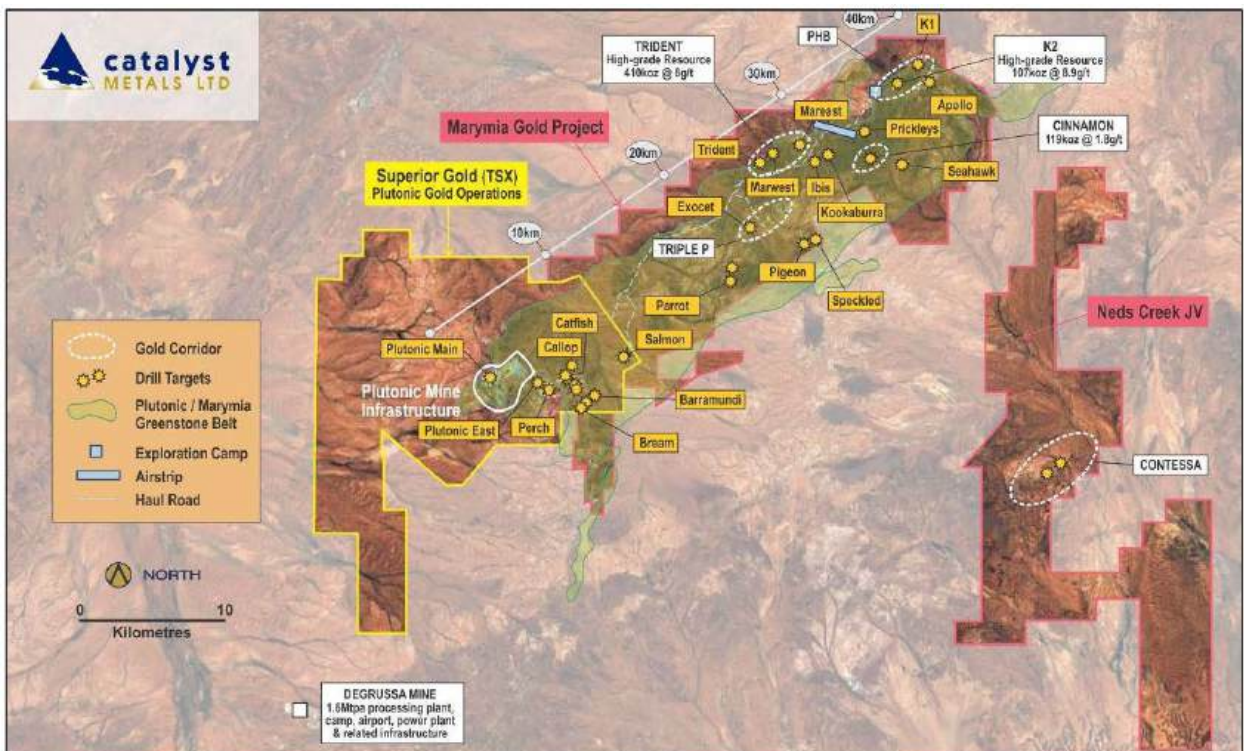 catalyst
METALS LTD
40km
K1
PHB
TRIDENT
High-grade Resource
410koz @ 8g/t
K2
High-grade Resource
107koz @ 8.9g/t
30km
Apollo
Mareast
Prickleys
CINNAMON
119koz @ 1.8g/t
Marymia Gold Project
Trident
20km
Seahawk
Superior Gold (TSX)
Plutonic Gold Operations
Marwest
Ibis
Exocet
Kookaburra
10km
TRIPLE P
Pigeon
Speckled
Parrot
Neds Creek JV
Catfish
Salmon
Plutonic Main
Callop
Plutonic Mine
Infrastructure
Barramundi
Plutonic East
Perch
Bream
CONTESSA
Gold Corridor
Drill Targets
Plutonic / Marymia
Greenstone Belt
Exploration Camp
Airstrip
Haul Road
NORTH
0 10
Kilometres
DEGRUSSA MINE
1.6Mtpa processing plant,
camp, airport, power plant
& related infrastructure